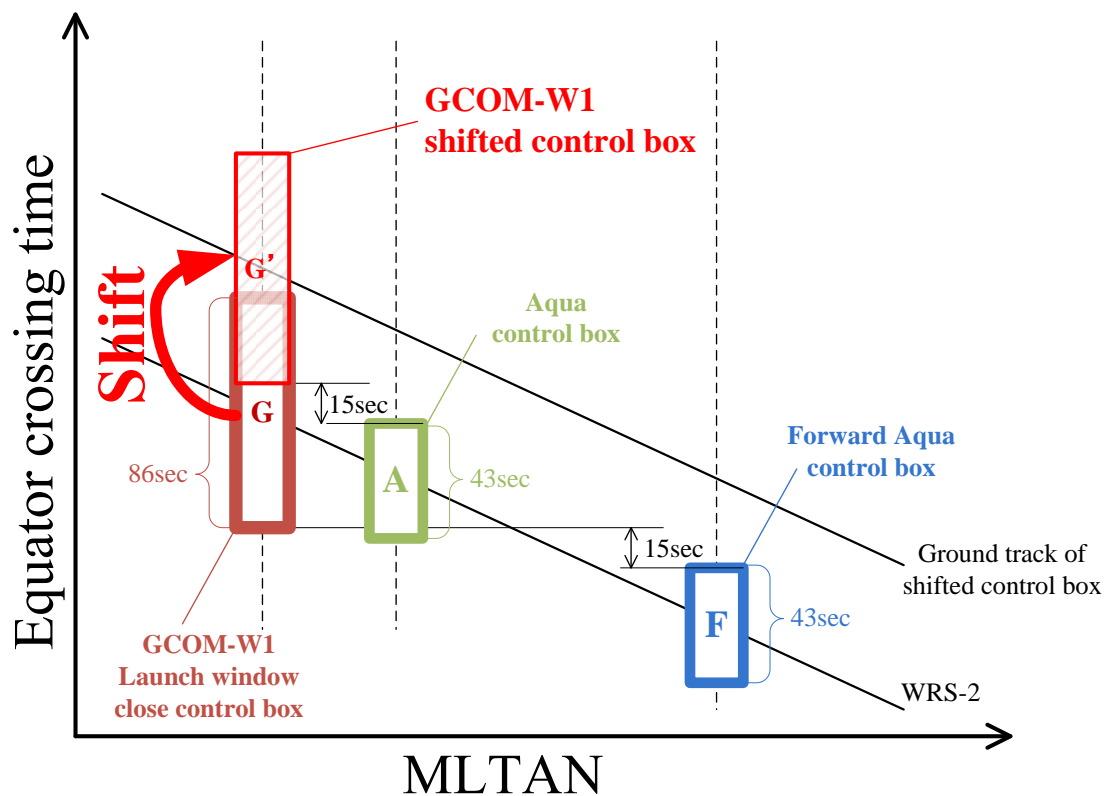 GCOM-W1
shifted control box
Equator crossing time
Shift
G’
G
Aqua
control box
15sec
86sec
A
43sec
Forward Aqua
control box
15sec
F
43sec
Ground track of
shifted control box
GCOM-W1
Launch window
close control box
WRS-2
MLTAN